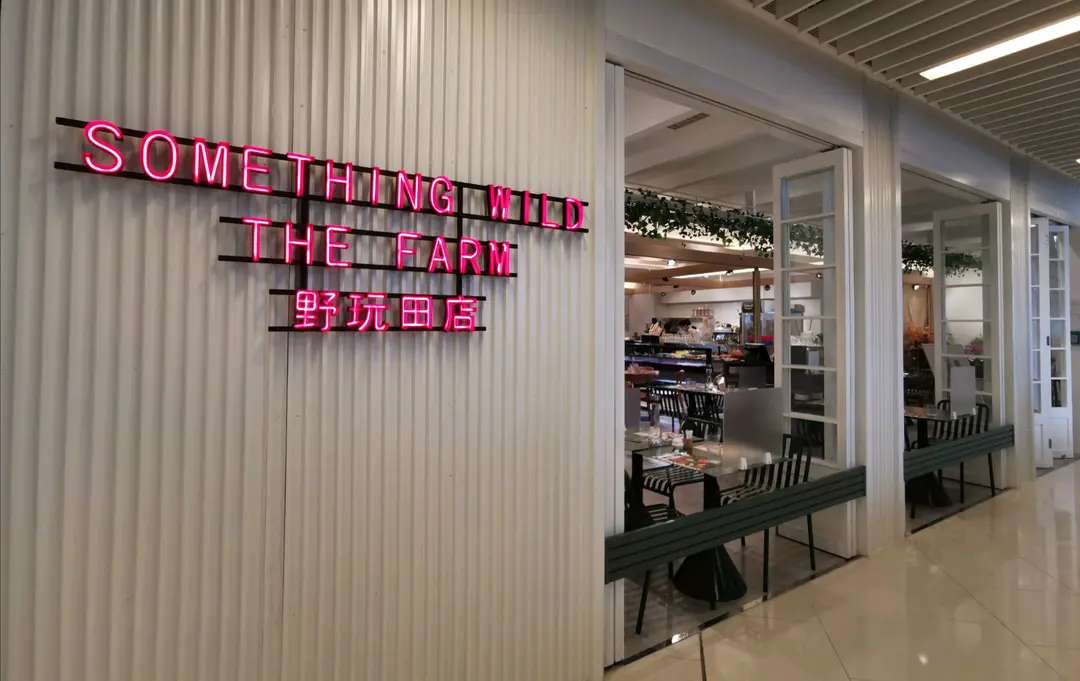 SOMETHING WILD
THE FARM
野玩田店